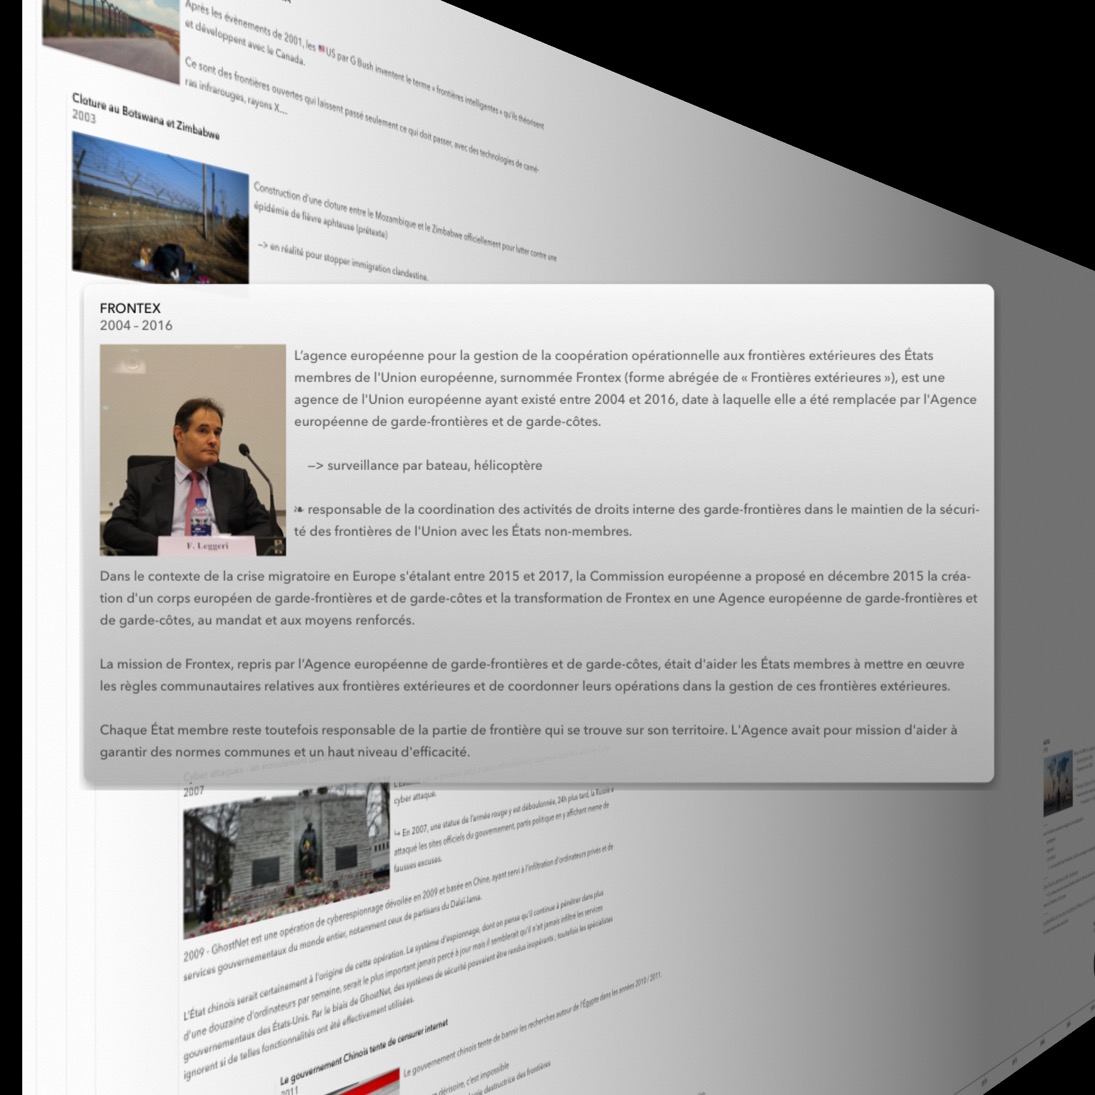 Après les évènements de 2001, les US par G Bush inventent le terme « frontières intelligentes » qu'ils théorisent
et développent avec le Canada.
Ce sont des frontières ouvertes qui laissent passé seulement ce qui doit passer, avec des technologies de camé-
ras infrarouges, rayons X...
Cloture au Botswana et Zimbabwe
2003
Construction d'une cloture entre le Mozambique et le Zimbabwe officiellement pour lutter contre une
épidémie de fièvre aphteuse (prétexte)
—> en réalité pour stopper immigration clandestine.
FRONTEX
2004 - 2016
L'agence européenne pour la gestion de la coopération opérationnelle aux frontières extérieures des États
membres de l'Union européenne, surnommée Frontex (forme abrégée de « Frontières extérieures »), est une
agence de l'Union européenne ayant existé entre 2004 et 2016, date à laquelle elle a été remplacée par l'Agence
européenne de garde-frontières et de garde-côtes.
—> surveillance par bateau, hélicoptère
❧ responsable de la coordination des activités de droits interne des garde-frontières dans le maintien de la sécuri-
té des frontières de l'Union avec les États non-membres.
F. Leggeri
Dans le contexte de la crise migratoire en Europe s'étalant entre 2015 et 2017, la Commission européenne a proposé en décembre 2015 la créa-
tion d'un corps européen de garde-frontières et de garde-côtes et la transformation de Frontex en une Agence européenne de garde-frontières et
de garde-côtes, au mandat et aux moyens renforcés.
La mission de Frontex, repris par l'Agence européenne de garde-frontières et de garde-côtes, était d'aider les États membres à mettre en œuvre
les règles communautaires relatives aux frontières extérieures et de coordonner leurs opérations dans la gestion de ces frontières extérieures.
Chaque État membre reste toutefois responsable de la partie de frontière qui se trouve sur son territoire. L'Agence avait pour mission d'aider à
garantir des normes communes et un haut niveau d'efficacité.
Cyber attaques
2007
cyber attaque.
↪ En 2007, une statue de l'armée rouge y est déboulonnée, 24h plus tard, la Russie a
attaqué les sites officiels du gouvernement, partis politique en y affichant meme de
fausses excuses.
2009 - GhostNet est une opération de cyberespionnage dévoilée en 2009 et basée en Chine, ayant servi à l'infiltration d'ordinateurs privés et de
services gouvernementaux du monde entier, notamment ceux de partisans du Dalaï-lama.
L'État chinois serait certainement à l'origine de cette opération. Le système d'espionnage, dont on pense qu'il continue à pénétrer dans plus
d'une douzaine d'ordinateurs par semaine, serait le plus important jamais percé à jour mais il semblerait qu'il n'ait jamais infiltré les services
gouvernementaux des États-Unis. Par le biais de GhostNet, des systèmes de sécurité pouvaient être rendus inopérants ; toutefois les spécialistes
ignorent si de telles fonctionnalités ont été effectivement utilisées.
Le gouvernement Chinois tente de censurer internet
2011
Le gouvernement chinois tente de bannir les recherches autour de l'Égypte dans les années 2010 / 2011.
dérisoire, c'est impossible
destructrice des frontières